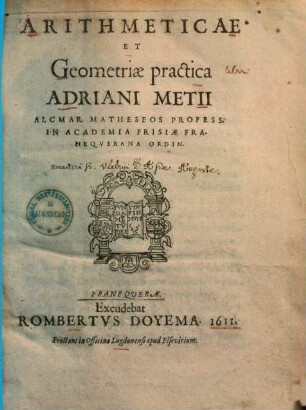 ARITHMETICAE
ET
Geometriæ practica
ADRIANI METII
ALCMAR. MATHESEOS PROFESS.
IN ACADEMIA FRISIÆ FRA-
NEQVERANA ORDIN.
FRANEQUERÆ,
Excudebat
ROMBERTVS DOYEMA. 1611.
Prostant in Officina Lugdunensi apud Elsevirium.